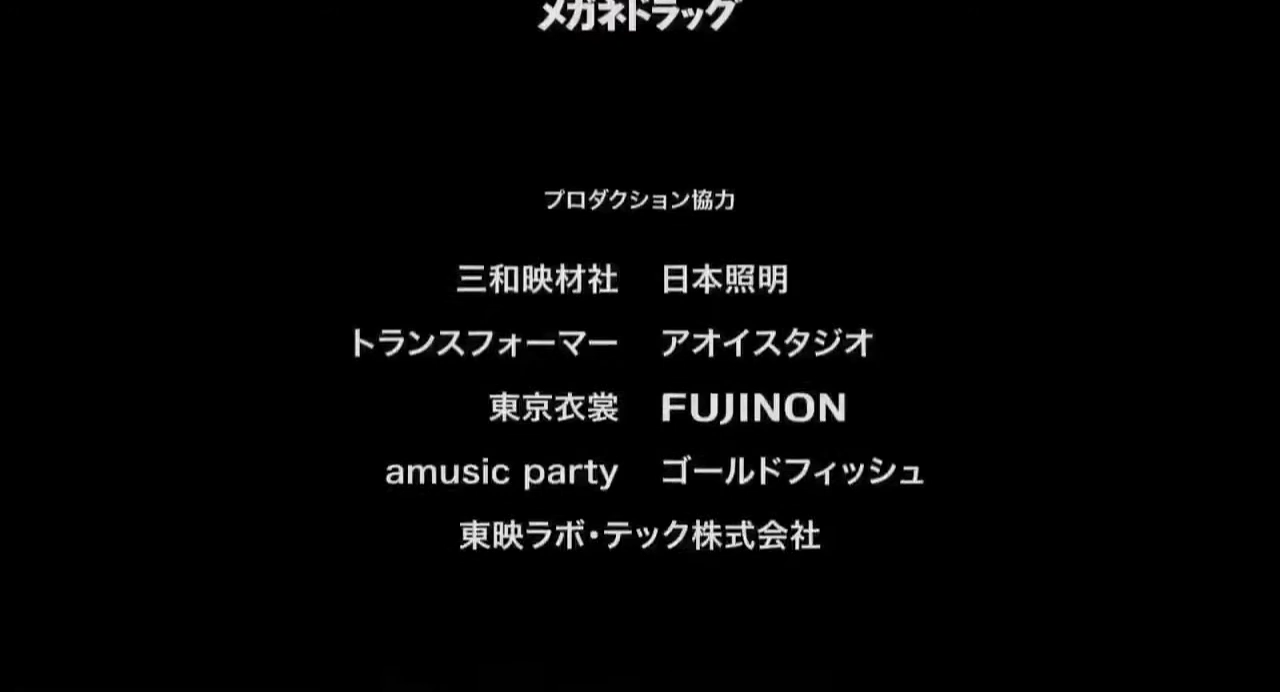 メガネドラッグ
プロダクション協力
三和映材社 日本照明
トランスフォーマー アオイスタジオ
東京衣裳 FUJINON
amusic party ゴールドフィッシュ
東映ラボ・テック株式会社